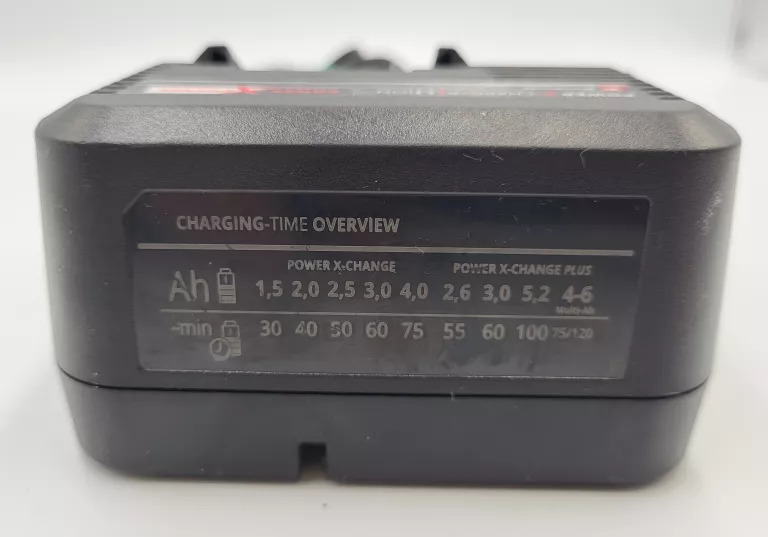 CHARGING-TIME OVERVIEW
POWER X-CHANGE POWER X-CHANGE PLUS
Ah 1,5 2,0 2,5 3,0 4,0 2,6 3,0 5,2 4-6
Multi-Ah
~min 30 40 50 60 75 55 60 100 75/120